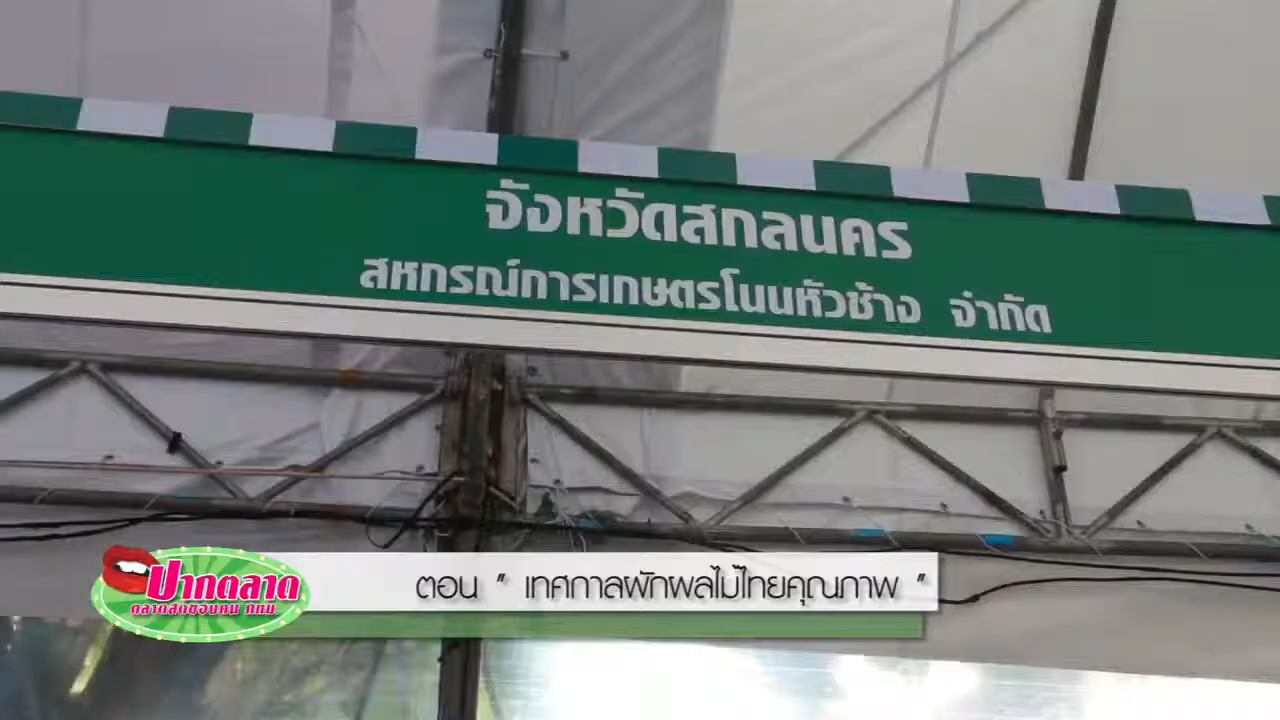 จังหวัดสกลนคร
สหกรณ์การเกษตรโนนหัวช้าง จำกัด
ปากตลาด
ตลาดสดของคน กทม.
ตอน " เทศกาลผักผลไม้ไทยคุณภาพ "